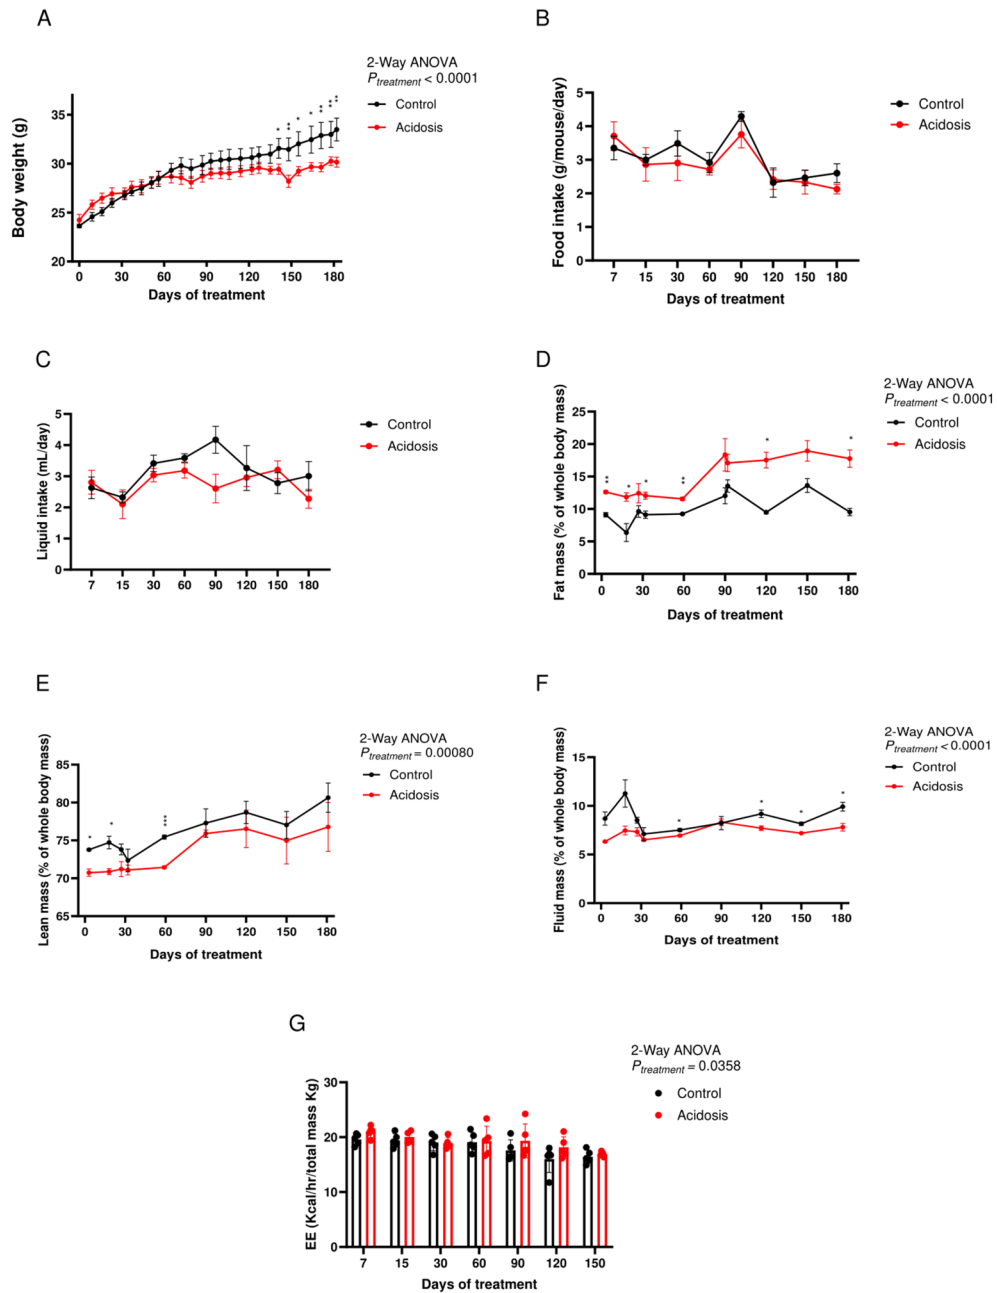 A
2-Way ANOVA
Ptreatment < 0.0001
Control
Acidosis
Body weight (g)
35
30
25
20
0 30 60 90 120 150 180
Days of treatment
* ** * * ** ** **
B
Control
Acidosis
Food intake (g/mouse/day)
5
4
3
2
1
0
7 15 30 60 90 120 150 180
Days of treatment
C
Control
Acidosis
Liquid intake (mL/day)
5
4
3
2
1
0
7 15 30 60 90 120 150 180
Days of treatment
D
2-Way ANOVA
Ptreatment < 0.0001
Control
Acidosis
Fat mass (% of whole body mass)
25
20
15
10
5
0
** * * ** * *
0 30 60 90 120 150 180
Days of treatment
E
2-Way ANOVA
Ptreatment = 0.00080
Control
Acidosis
Lean mass (% of whole body mass)
85
80
75
70
65
* * ***
0 30 60 90 120 150 180
Days of treatment
F
2-Way ANOVA
Ptreatment < 0.0001
Control
Acidosis
Fluid mass (% of whole body mass)
15
10
5
0
* * * *
0 30 60 90 120 150 180
Days of treatment
G
2-Way ANOVA
Ptreatment = 0.0358
Control
Acidosis
EE (Kcal/hr/total mass Kg)
30
20
10
0
7 15 30 60 90 120 150
Days of treatment